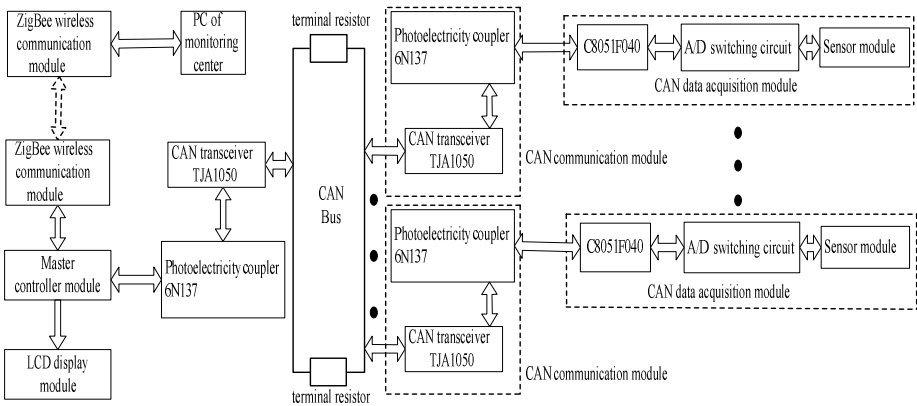 ZigBee wireless
communication
module
PC of
monitoring
center
ZigBee wireless
communication
module
Master
controller module
LCD display
module
CAN transceiver
TJA1050
Photoelectricity coupler
6N137
terminal resistor
CAN
Bus
terminal resistor
Photoelectricity coupler
6N137
CAN transceiver
TJA1050
CAN communication module
C8051F040
A/D switching circuit
Sensor module
CAN data acquisition module
Photoelectricity coupler
6N137
CAN transceiver
TJA1050
CAN communication module
C8051F040
A/D switching circuit
Sensor module
CAN data acquisition module